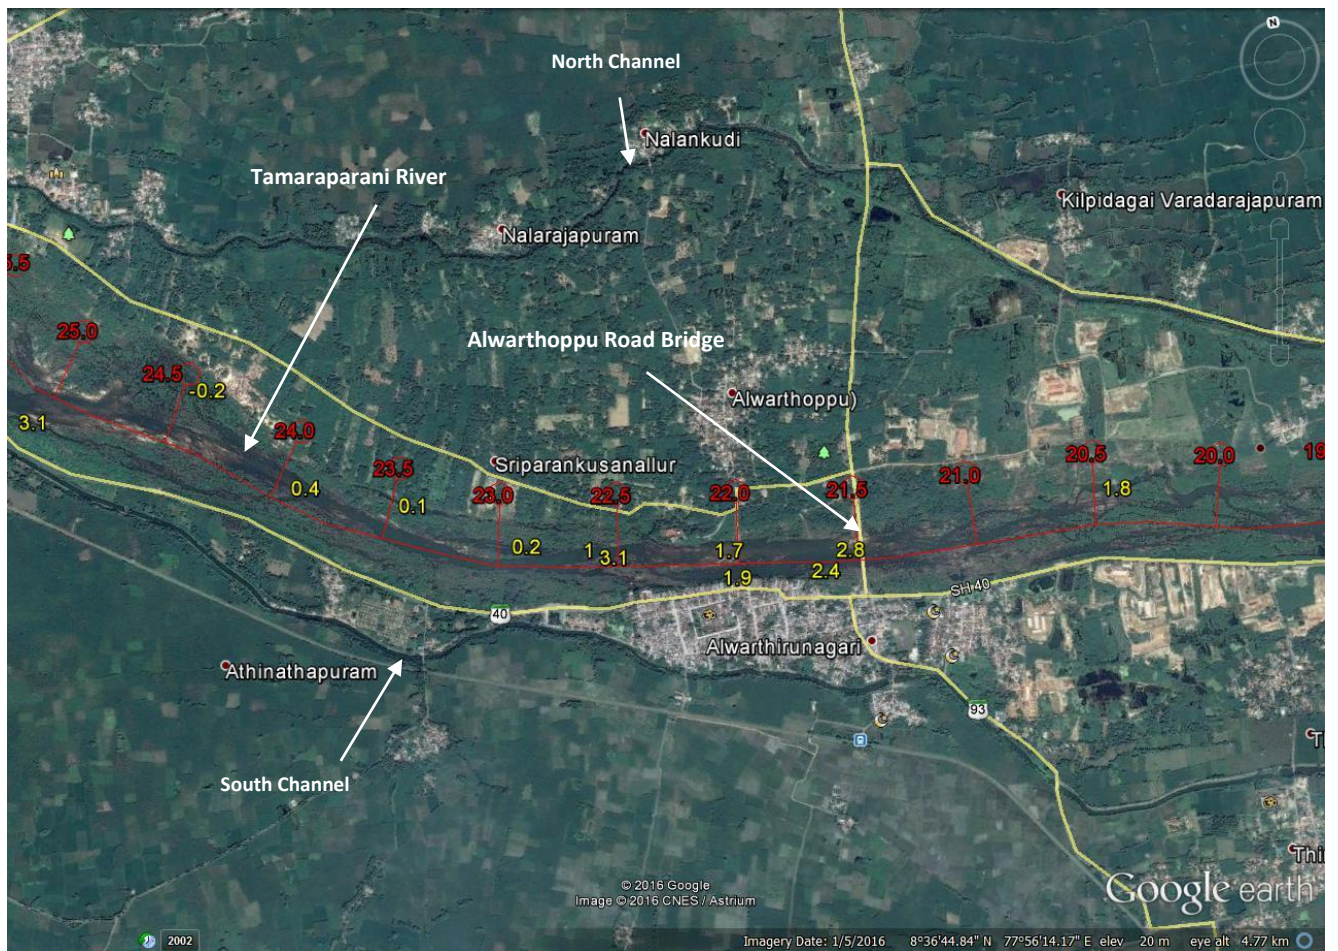 N
North Channel
Nalankudi
Tamaraparani River
Kilpidagai Varadarajapuram
Nalarajapuram
5.5
25.0
Alwarthoppu Road Bridge
24.5
-0.2
Alwarthoppu)
3.1
24.0
Sriparankusanallur
23.5
23.0
22.5
22.0
21.5
21.0
20.5
20.0
19
0.4
0.1
1.8
0.2
1
3.1
1.7
2.8
1.9
2.4
SH 40
40
Alwarthirunagari
Athinathapuram
93
South Channel
Thi
© 2016 Google
Image © 2016 CNES / Astrium
Google earth
2002
Imagery Date: 1/5/2016 8°36'44.84" N 77°56'14.17" E elev 20 m eye alt 4.77 km